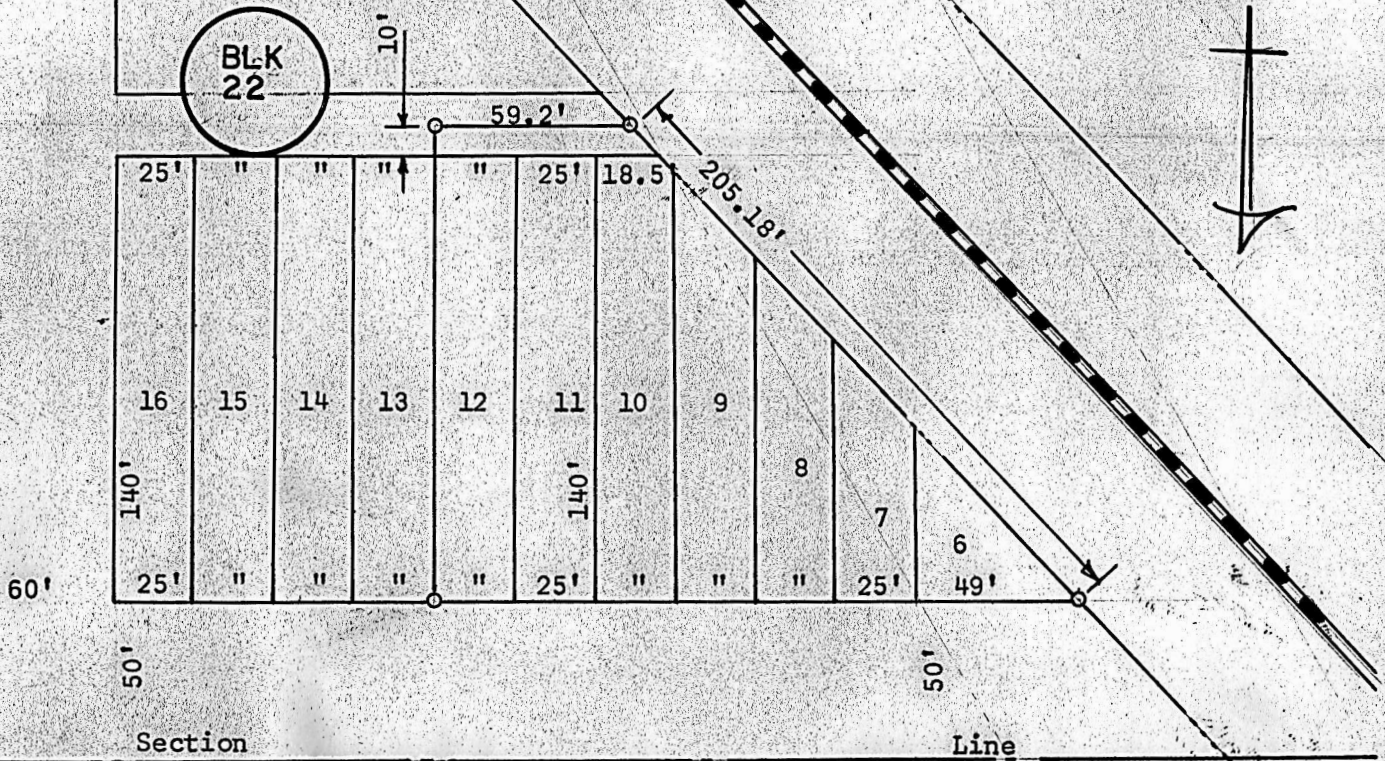 BLK
22
10'
59.2'
25' " " " " 25' 18.5
205.18'
16 15 14 13 12 11 10 9
8
7
6
140' 140'
25' " " " " 25' " " " 25' 49'
60'
50' 50'
Section Line